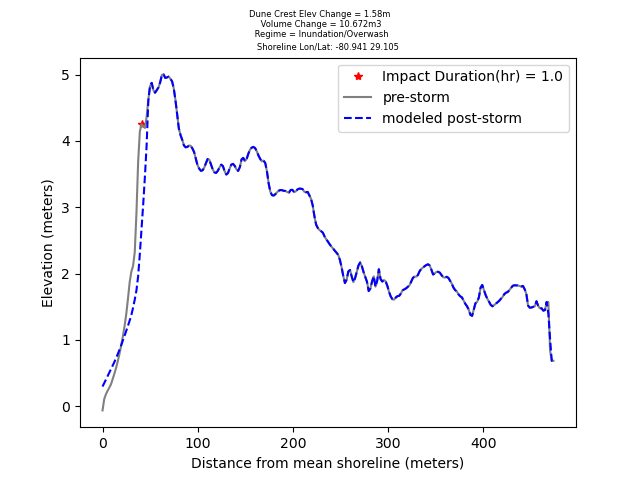 Dune Crest Elev Change = 1.58m
Volume Change = 10.672m3
Regime = Inundation/Overwash
Shoreline Lon/Lat: -80.941 29.105
Impact Duration(hr) = 1.0
pre-storm
modeled post-storm
Elevation (meters)
5
4
3
2
1
0
0 100 200 300 400
Distance from mean shoreline (meters)